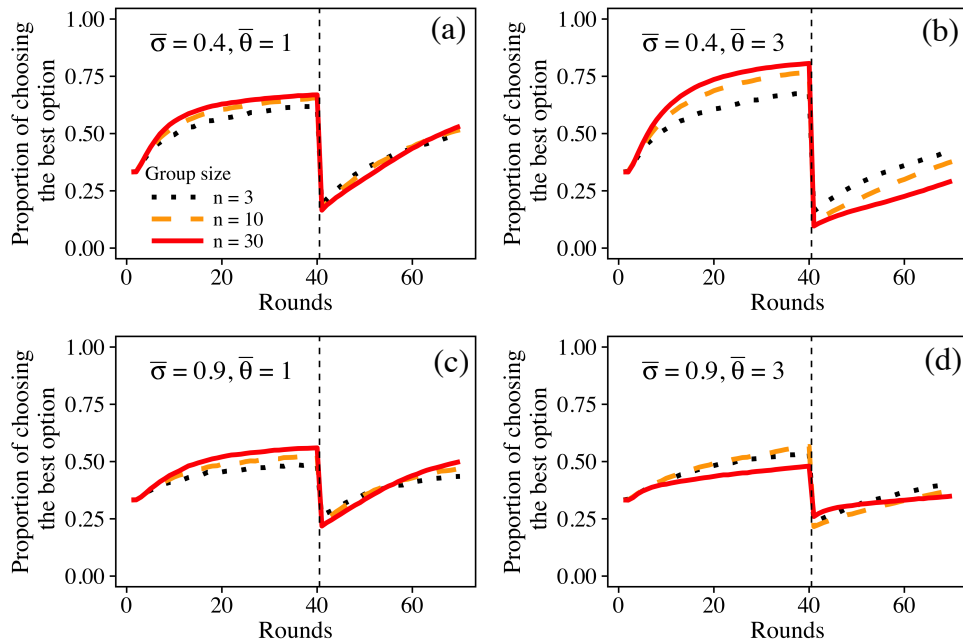 (a)
σ̅ = 0.4, θ̅ = 1
Proportion of choosing
the best option
1.00
0.75
0.50
0.25
0.00
Group size
n = 3
n = 10
n = 30
0 20 40 60
Rounds
(b)
σ̅ = 0.4, θ̅ = 3
Proportion of choosing
the best option
1.00
0.75
0.50
0.25
0.00
0 20 40 60
Rounds
(c)
σ̅ = 0.9, θ̅ = 1
Proportion of choosing
the best option
1.00
0.75
0.50
0.25
0.00
0 20 40 60
Rounds
(d)
σ̅ = 0.9, θ̅ = 3
Proportion of choosing
the best option
1.00
0.75
0.50
0.25
0.00
0 20 40 60
Rounds